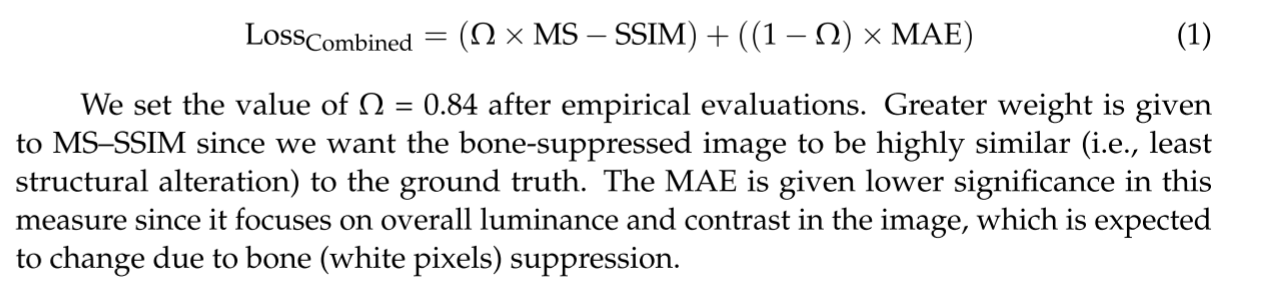 Loss_Combined = (Ω × MS − SSIM) + ((1 − Ω) × MAE) (1)
We set the value of Ω = 0.84 after empirical evaluations. Greater weight is given
to MS–SSIM since we want the bone-suppressed image to be highly similar (i.e., least
structural alteration) to the ground truth. The MAE is given lower significance in this
measure since it focuses on overall luminance and contrast in the image, which is expected
to change due to bone (white pixels) suppression.